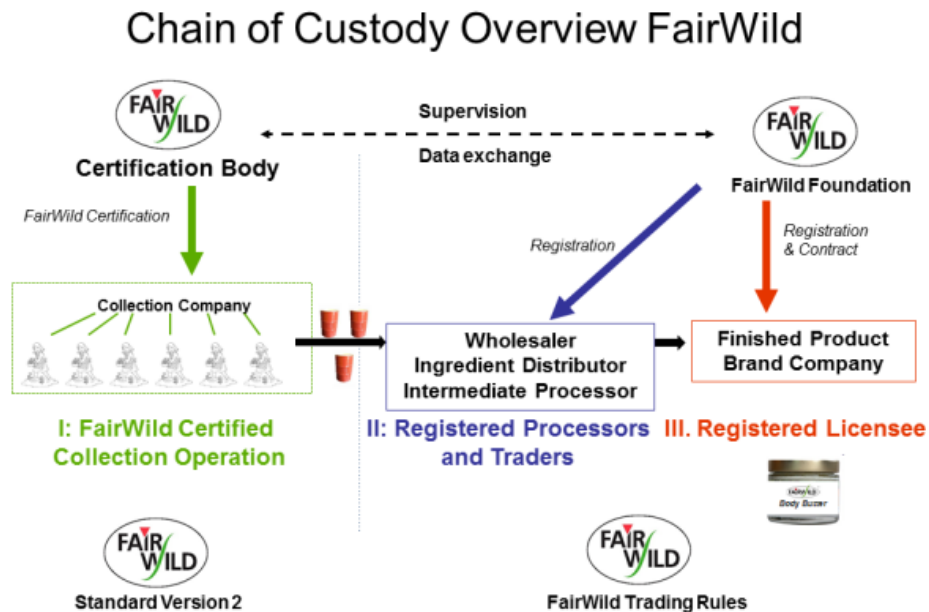 Chain of Custody Overview FairWild
FAIR
WILD
Supervision
FAIR
WILD
Certification Body
Data exchange
FairWild Foundation
FairWild Certification
Registration
Registration
& Contract
Collection Company
Wholesaler
Ingredient Distributor
Intermediate Processor
Finished Product
Brand Company
I: FairWild Certified
Collection Operation
II: Registered Processors
and Traders
III. Registered Licensee
FAIRWILD
Body Butter
FAIR
WILD
Standard Version 2
FAIR
WILD
FairWild Trading Rules